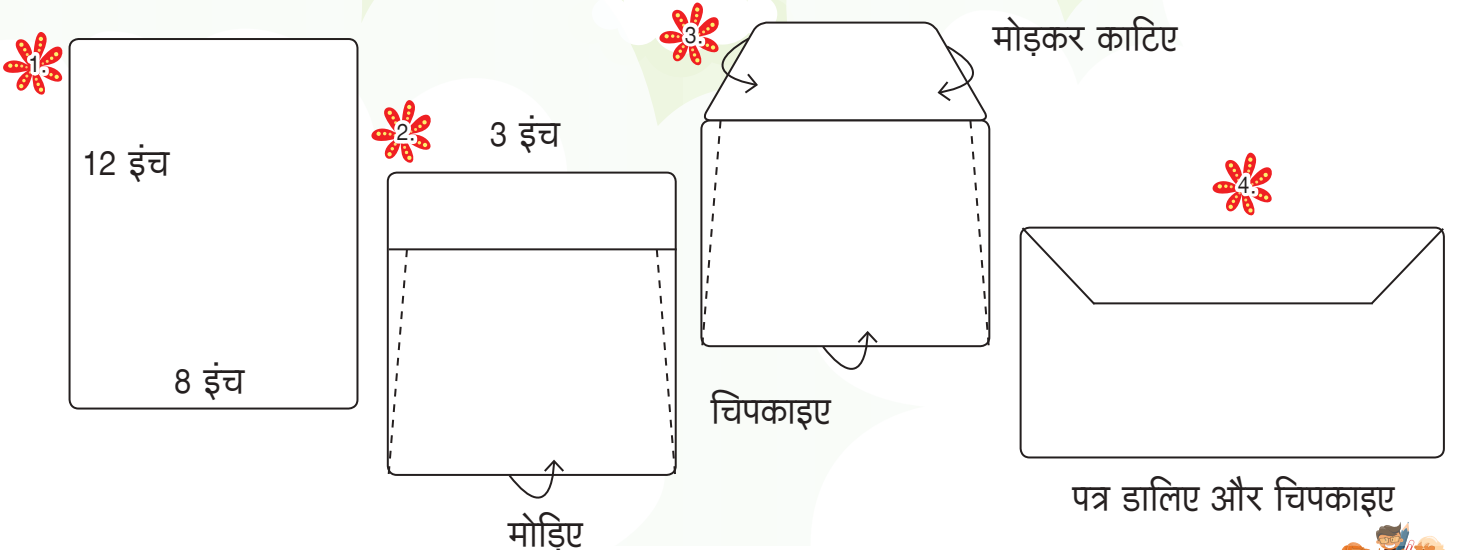 1.
12 इंच
8 इंच
2.
3 इंच
मोड़िए
3.
मोड़कर काटिए
चिपकाइए
4.
पत्र डालिए और चिपकाइए